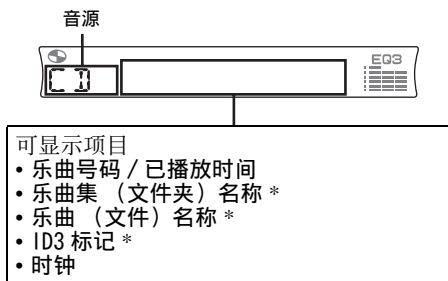 音源
CD
EQ3
可显示项目
• 乐曲号码 / 已播放时间
• 乐曲集 （文件夹）名称 *
• 乐曲 （文件）名称 *
• ID3 标记 *
• 时钟